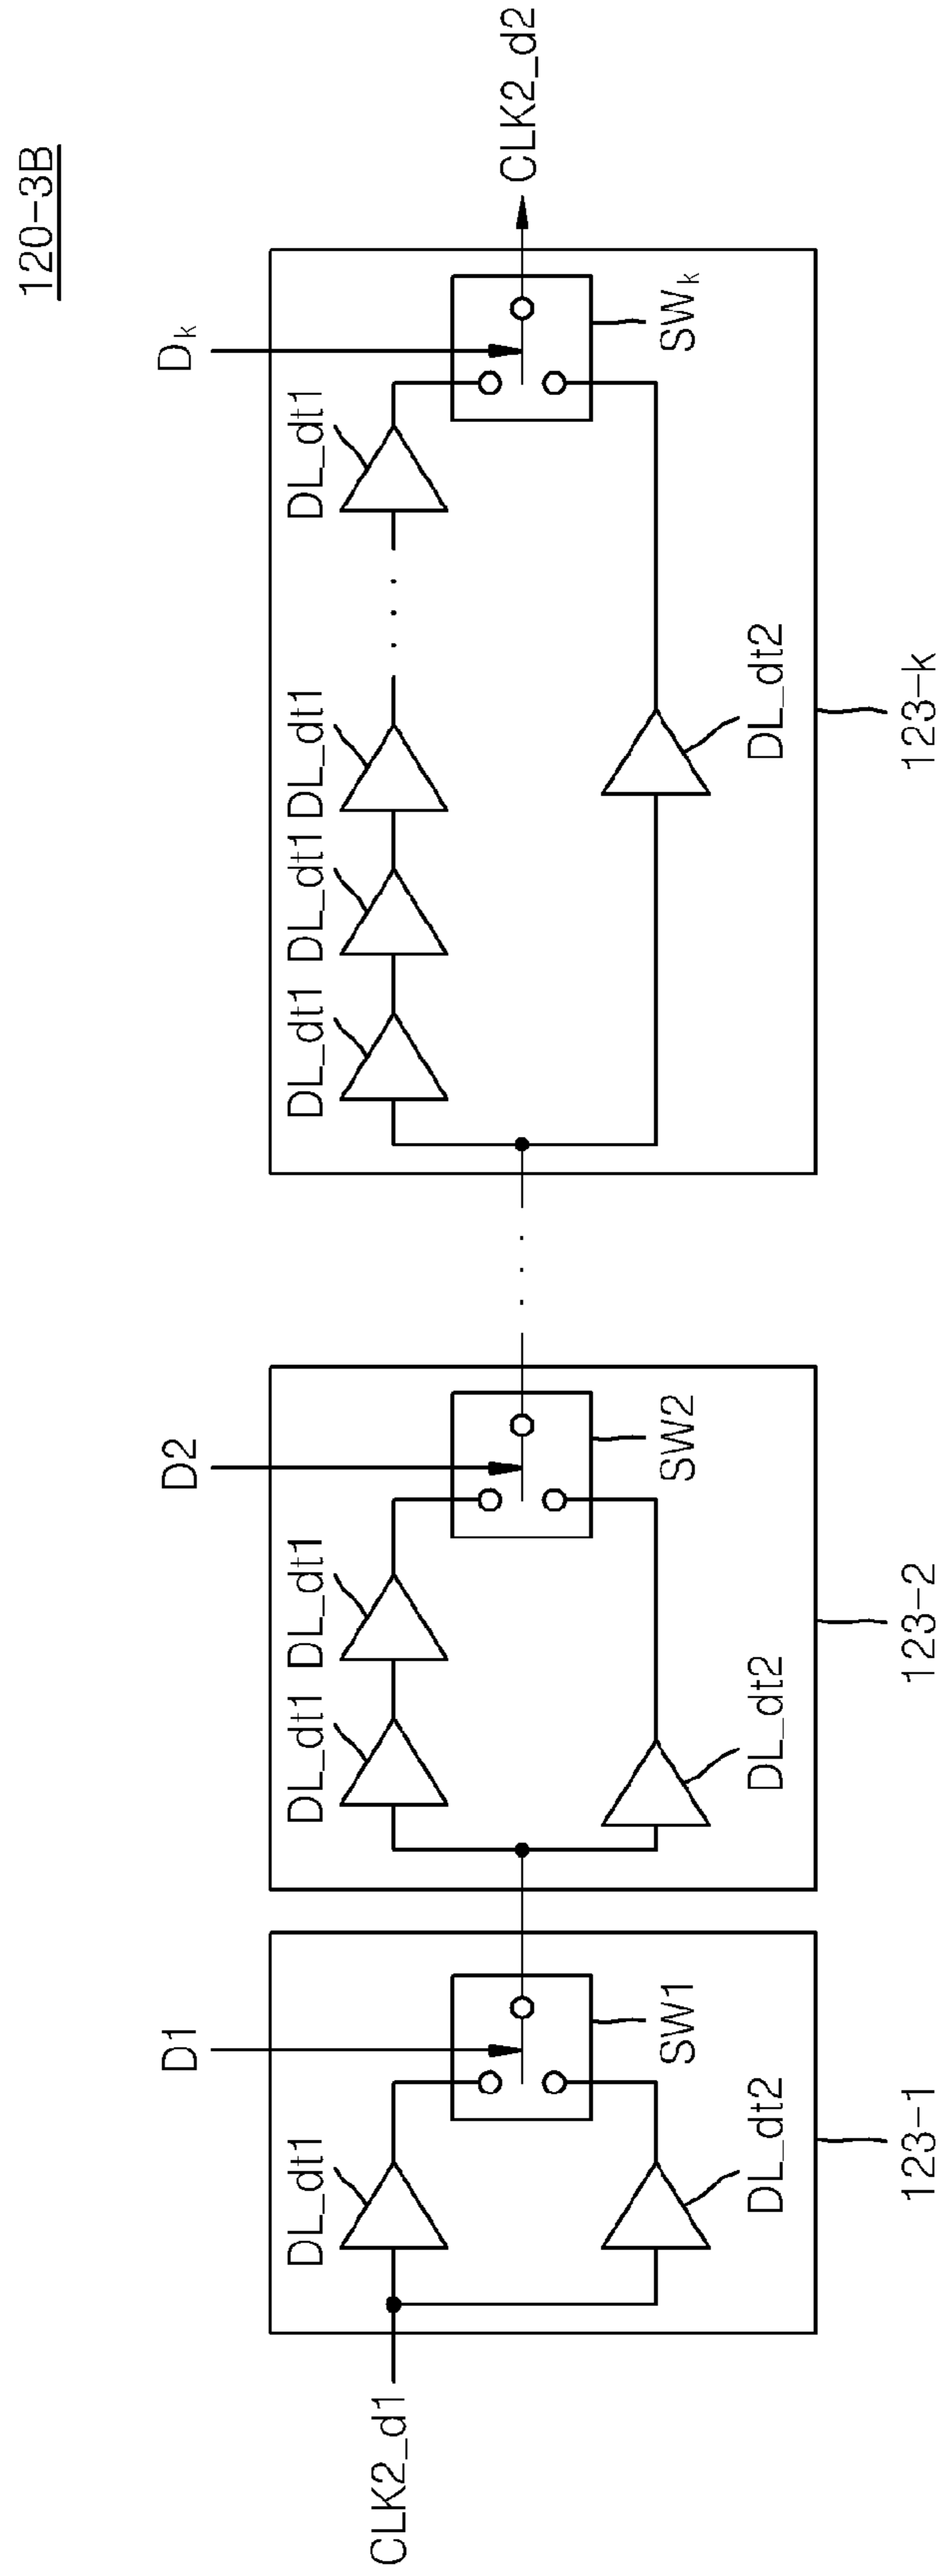 120-3B
D1
D2
Dk
DL_dt1
DL_dt1
DL_dt1
DL_dt1
DL_dt1
DL_dt1
DL_dt1
CLK2_d1
CLK2_d2
SW1
SW2
SWk
DL_dt2
DL_dt2
DL_dt2
123-1
123-2
123-k